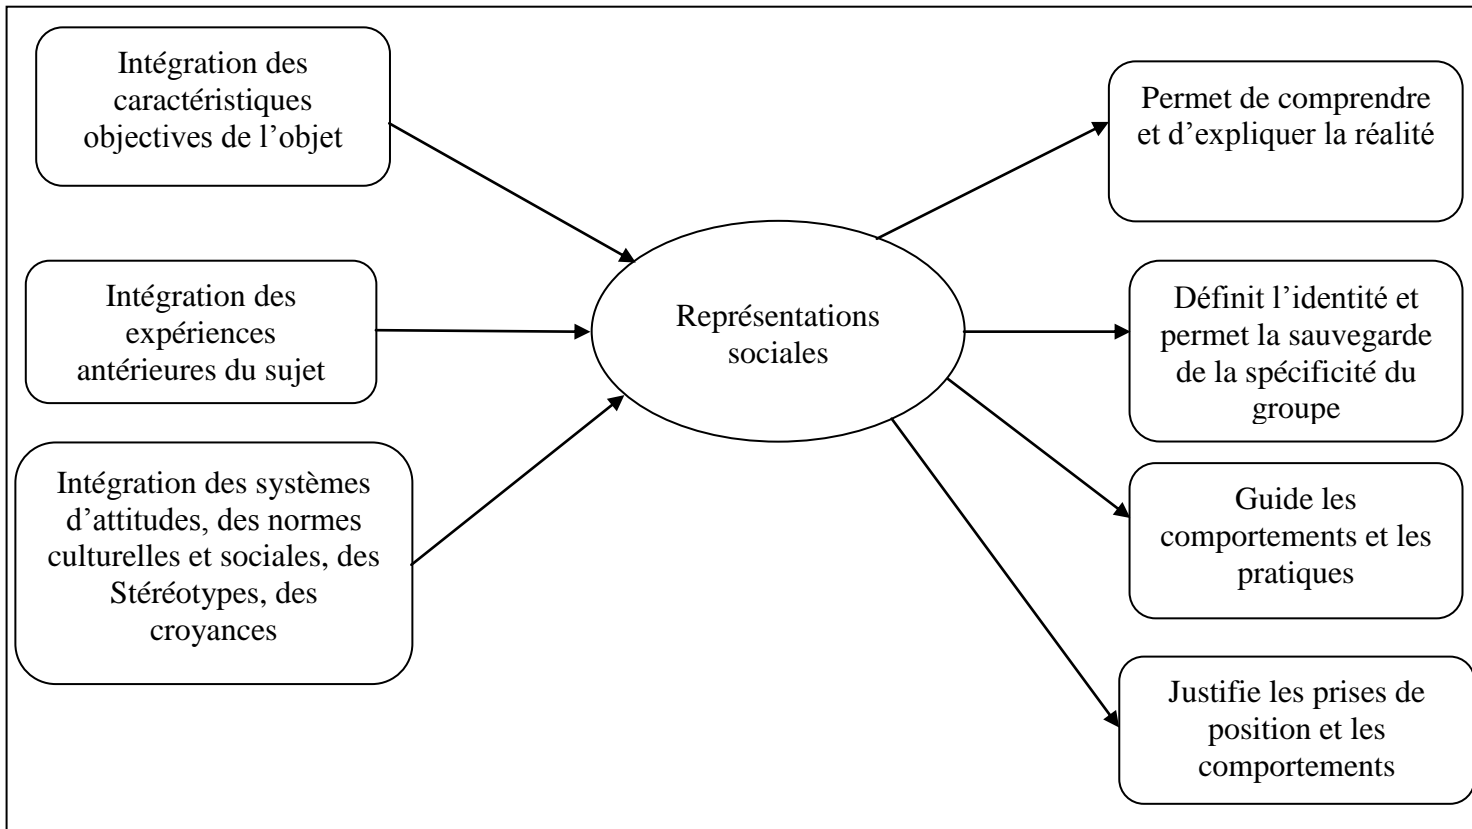 Intégration des
caractéristiques
objectives de l’objet
Intégration des
expériences
antérieures du sujet
Intégration des systèmes
d’attitudes, des normes
culturelles et sociales, des
Stéréotypes, des
croyances
Représentations
sociales
Permet de comprendre
et d’expliquer la réalité
Définit l’identité et
permet la sauvegarde
de la spécificité du
groupe
Guide les
comportements et les
pratiques
Justifie les prises de
position et les
comportements